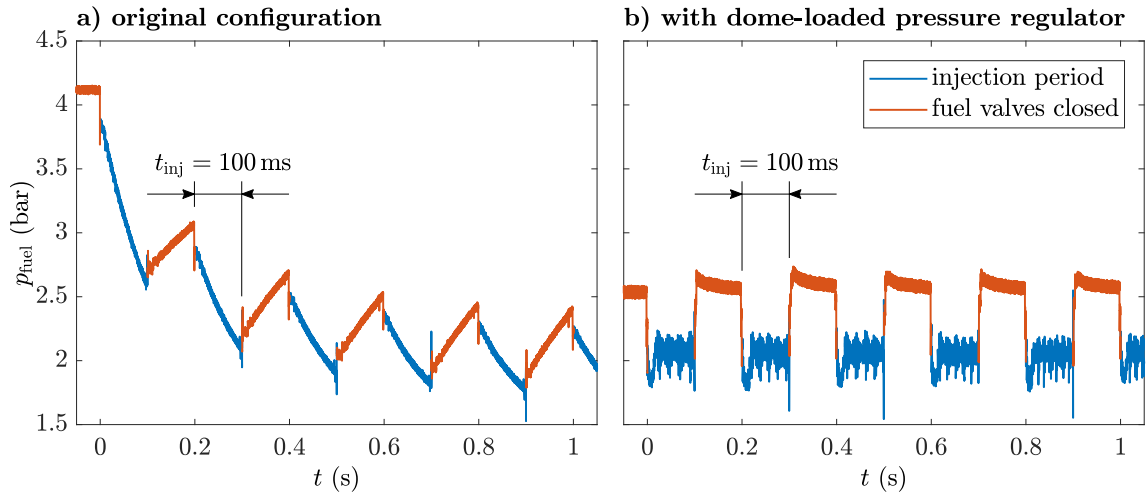 a) original configuration
b) with dome-loaded pressure regulator
4.5
4
3.5
3
2.5
2
1.5
p_fuel (bar)
t_inj = 100 ms
0
0.2
0.4
0.6
0.8
1
t (s)
injection period
fuel valves closed
t_inj = 100 ms
0
0.2
0.4
0.6
0.8
1
t (s)